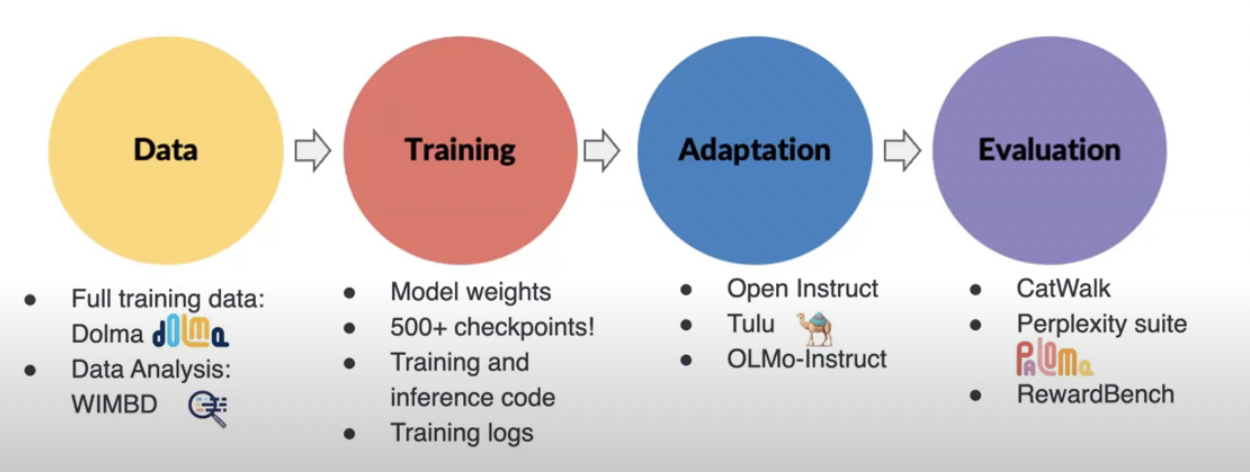 Data
Training
Adaptation
Evaluation
Full training data:
Dolma dOLMa
Data Analysis:
WIMBD
Model weights
500+ checkpoints!
Training and
inference code
Training logs
Open Instruct
Tulu
OLMo-Instruct
CatWalk
Perplexity suite
PALOMa
RewardBench